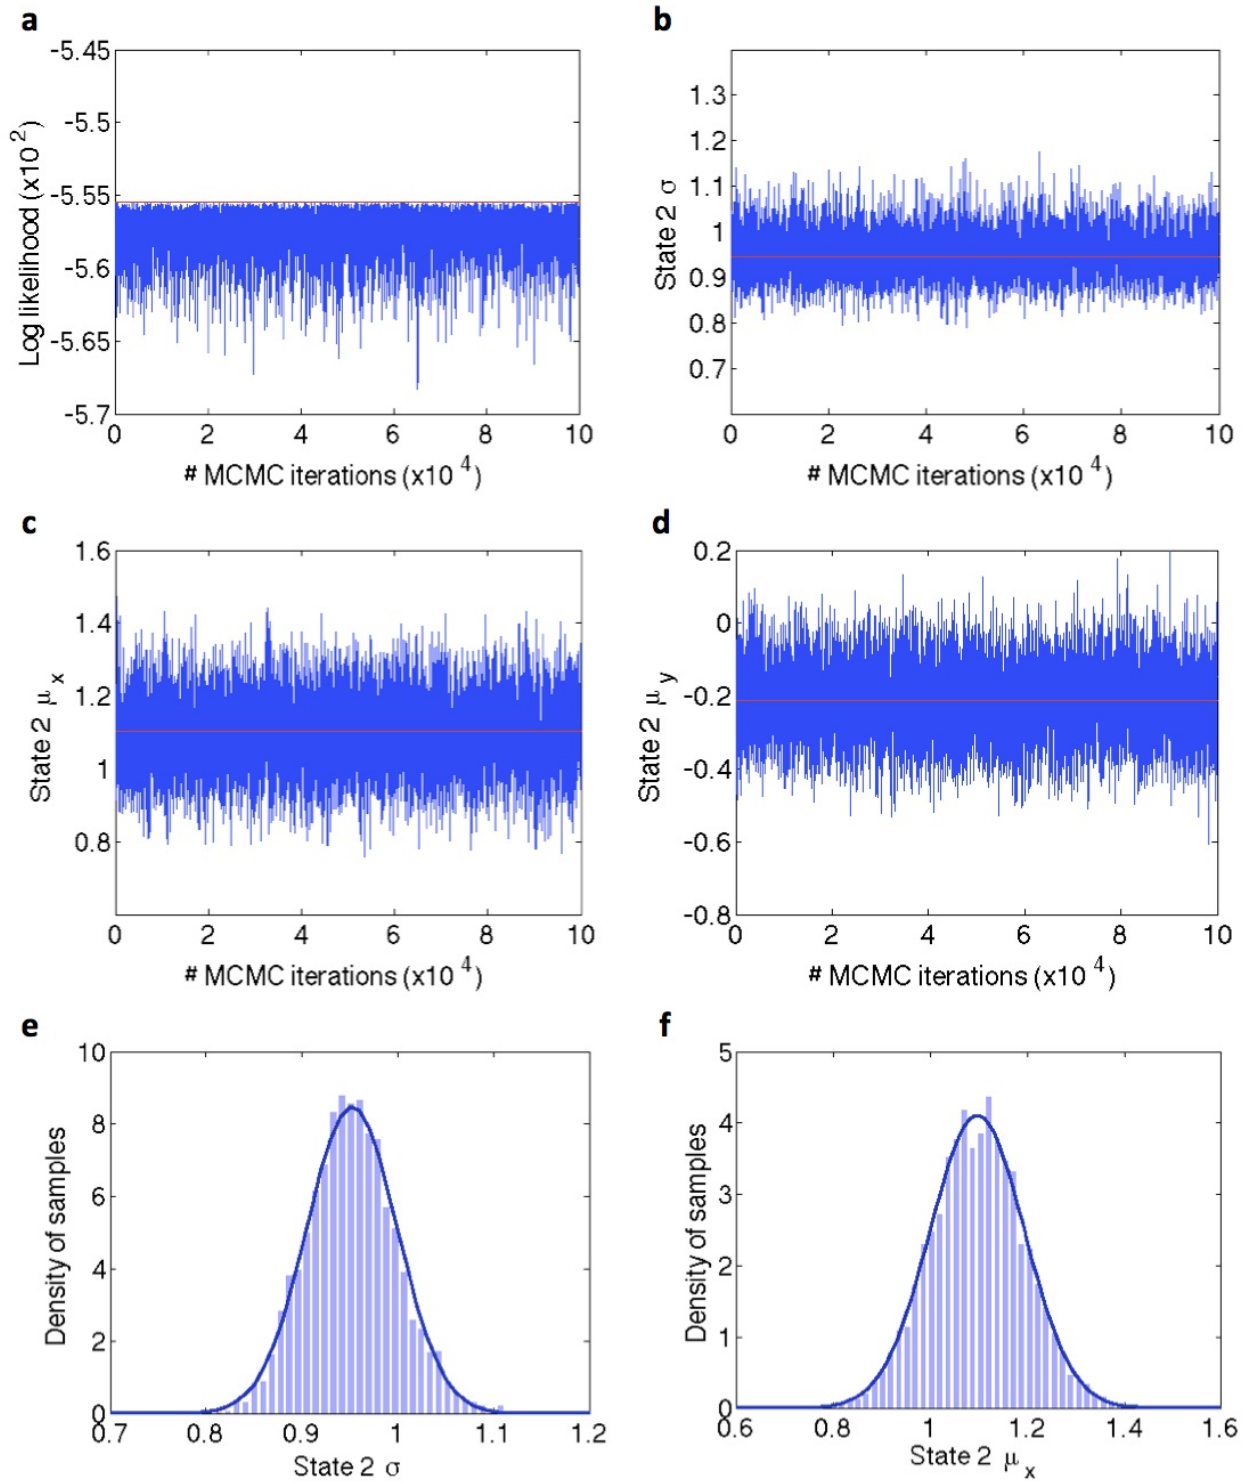 a
-5.45
-5.5
-5.55
-5.6
-5.65
-5.7
Log likelihood (x10 2)
0 2 4 6 8 10
# MCMC iterations (x10 4)
b
1.3
1.2
1.1
1
0.9
0.8
0.7
State 2 σ
0 2 4 6 8 10
# MCMC iterations (x10 4)
c
1.6
1.4
1.2
1
0.8
State 2 μ x
0 2 4 6 8 10
# MCMC iterations (x10 4)
d
0.2
0
-0.2
-0.4
-0.6
-0.8
State 2 μ y
0 2 4 6 8 10
# MCMC iterations (x10 4)
e
10
8
6
4
2
0
Density of samples
0.7 0.8 0.9 1 1.1 1.2
State 2 σ
f
5
4
3
2
1
0
Density of samples
0.6 0.8 1 1.2 1.4 1.6
State 2 μ x